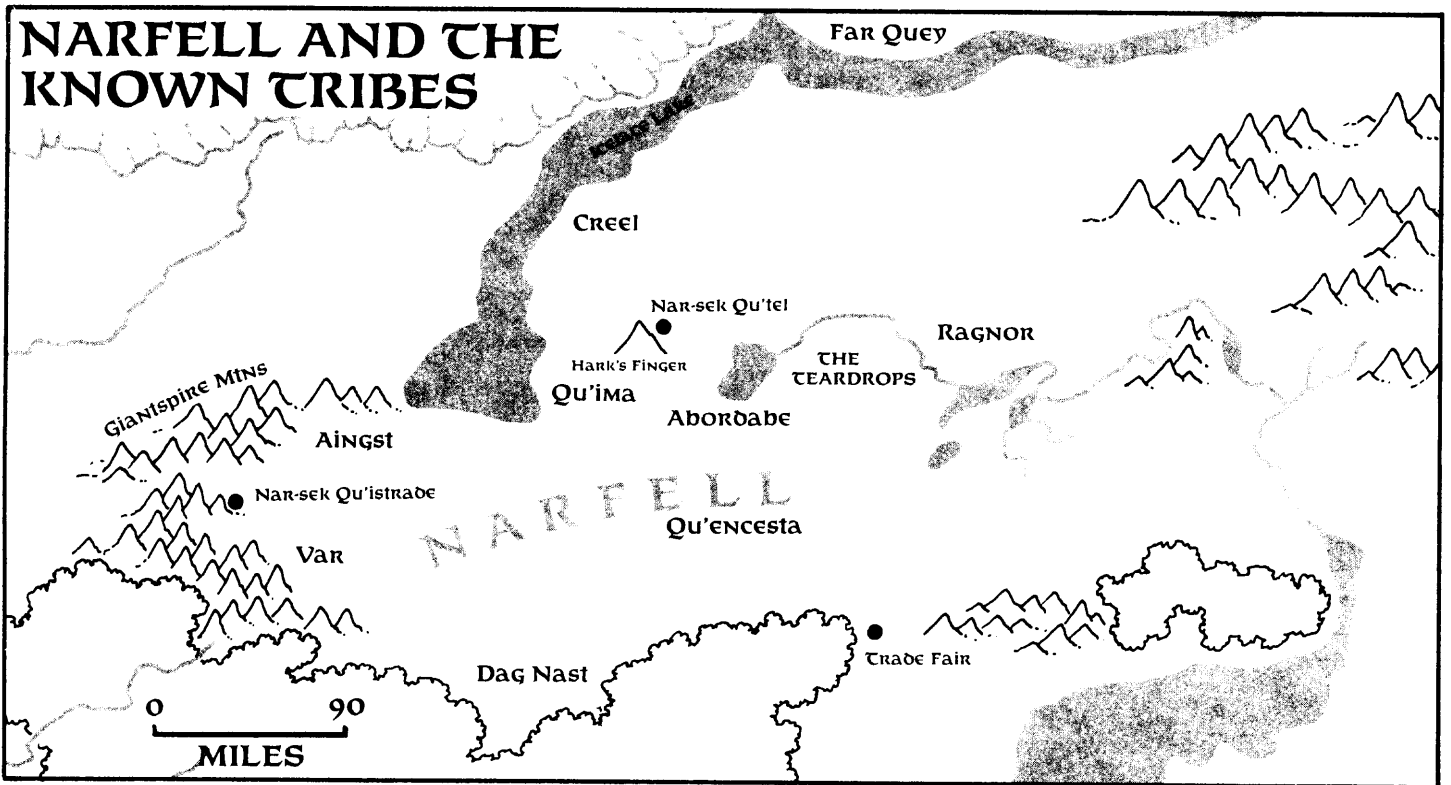 NARFELL AND THE
KNOWN TRIBES
Far Quey
Iceface Lake
Creel
Nar-sek Qu'tel
Hark's Finger
Ragnor
THE
TEARDROPS
Giantspire Mtns
Qu'ima
Abordabe
Aingst
Nar-sek Qu'istrade
NARFELL
Qu'encesta
Var
Trade Fair
Dag Nast
0 90
MILES